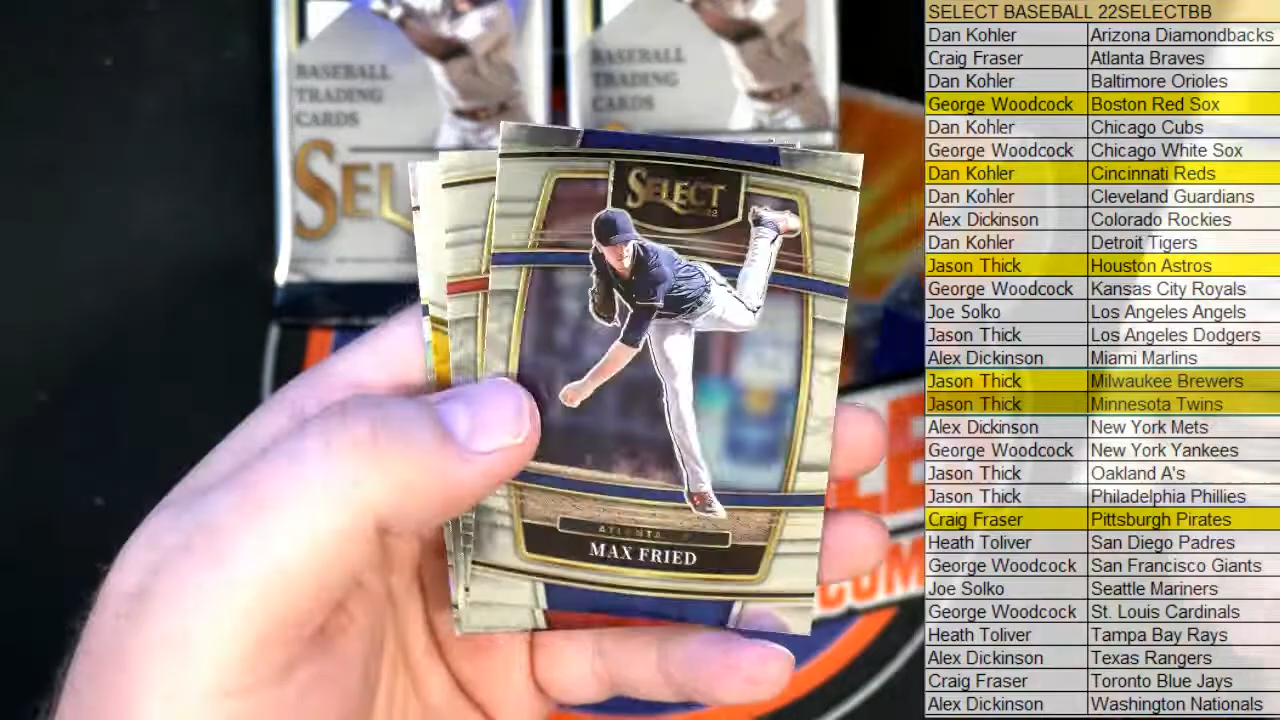 BASEBALL
TRADING
CARDS
SEL
BASEBALL
TRADING
CARDS
SELECT
ATLANTA
MAX FRIED
COM
SELECT BASEBALL 22SELECTBB
Dan Kohler Arizona Diamondbacks
Craig Fraser Atlanta Braves
Dan Kohler Baltimore Orioles
George Woodcock Boston Red Sox
Dan Kohler Chicago Cubs
George Woodcock Chicago White Sox
Dan Kohler Cincinnati Reds
Dan Kohler Cleveland Guardians
Alex Dickinson Colorado Rockies
Dan Kohler Detroit Tigers
Jason Thick Houston Astros
George Woodcock Kansas City Royals
Joe Solko Los Angeles Angels
Jason Thick Los Angeles Dodgers
Alex Dickinson Miami Marlins
Jason Thick Milwaukee Brewers
Jason Thick Minnesota Twins
Alex Dickinson New York Mets
George Woodcock New York Yankees
Jason Thick Oakland A's
Jason Thick Philadelphia Phillies
Craig Fraser Pittsburgh Pirates
Heath Toliver San Diego Padres
George Woodcock San Francisco Giants
Joe Solko Seattle Mariners
George Woodcock St. Louis Cardinals
Heath Toliver Tampa Bay Rays
Alex Dickinson Texas Rangers
Craig Fraser Toronto Blue Jays
Alex Dickinson Washington Nationals